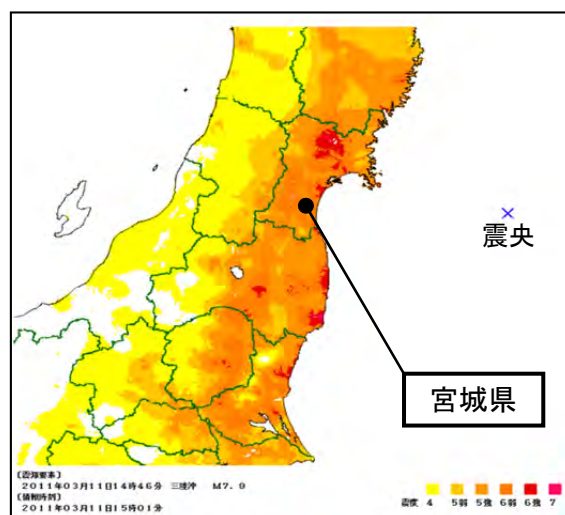 震央
宮城県
[震源要素]
2011年03月11日14時46分 三陸沖 M7.9
[情報時刻]
2011年03月11日15時01分
震度 4 5弱 5強 6弱 6強 7